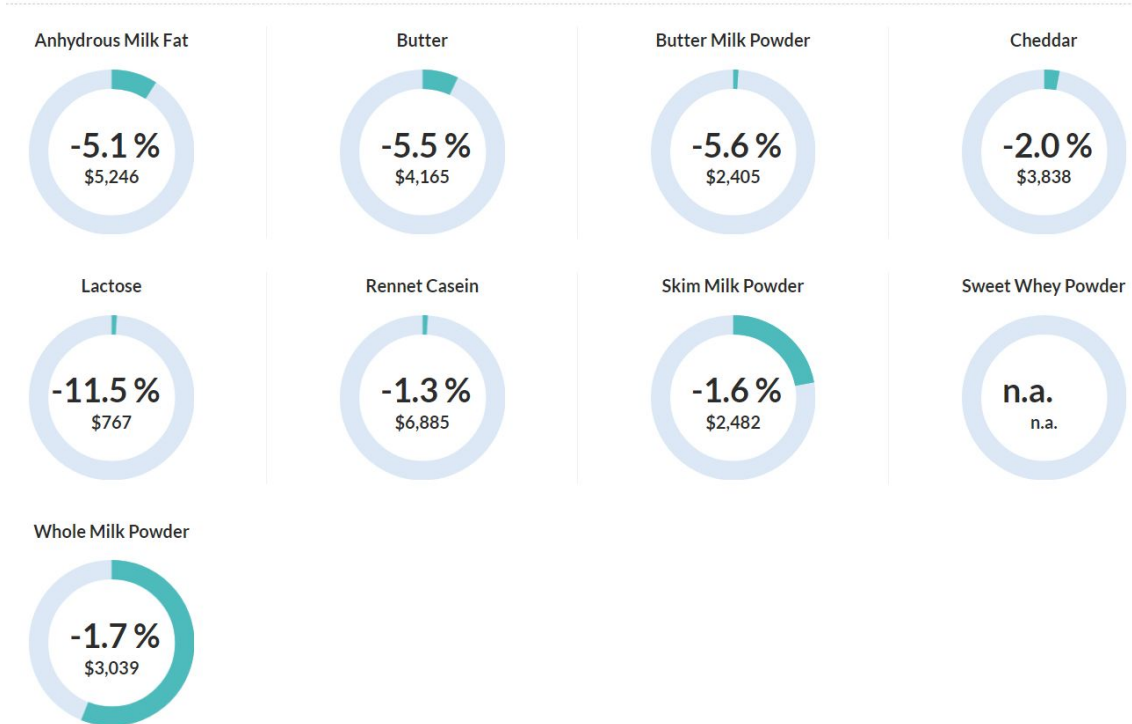 Anhydrous Milk Fat
-5.1 %
$5,246
Butter
-5.5 %
$4,165
Butter Milk Powder
-5.6 %
$2,405
Cheddar
-2.0 %
$3,838
Lactose
-11.5 %
$767
Rennet Casein
-1.3 %
$6,885
Skim Milk Powder
-1.6 %
$2,482
Sweet Whey Powder
n.a.
n.a.
Whole Milk Powder
-1.7 %
$3,039